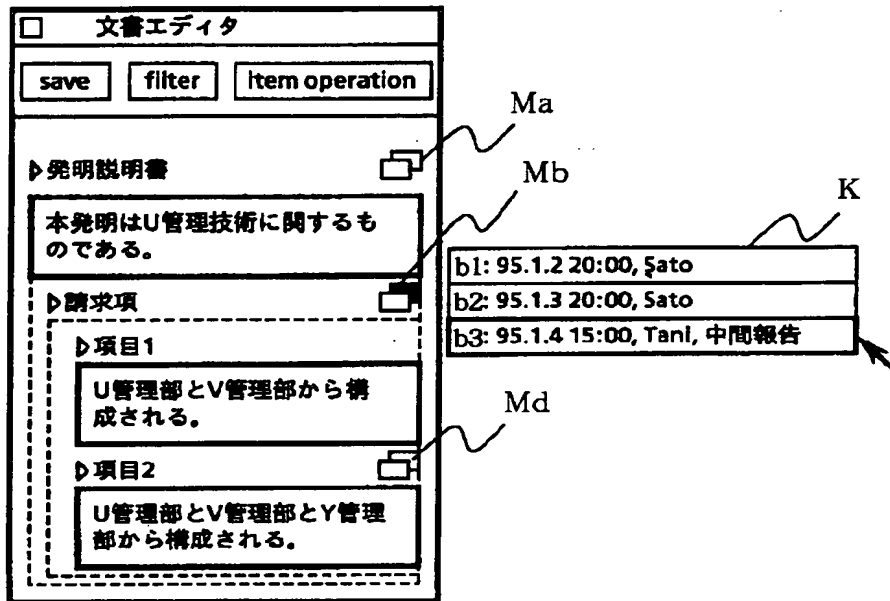 文書エディタ
save filter item operation
Ma
▷発明説明書
Mb
本発明はU管理技術に関するも
のである。
K
b1: 95.1.2 20:00, Sato
b2: 95.1.3 20:00, Sato
b3: 95.1.4 15:00, Tani, 中間報告
▷請求項
▷項目1
U管理部とV管理部から構
成される。
Md
▷項目2
U管理部とV管理部とY管理
部から構成される。